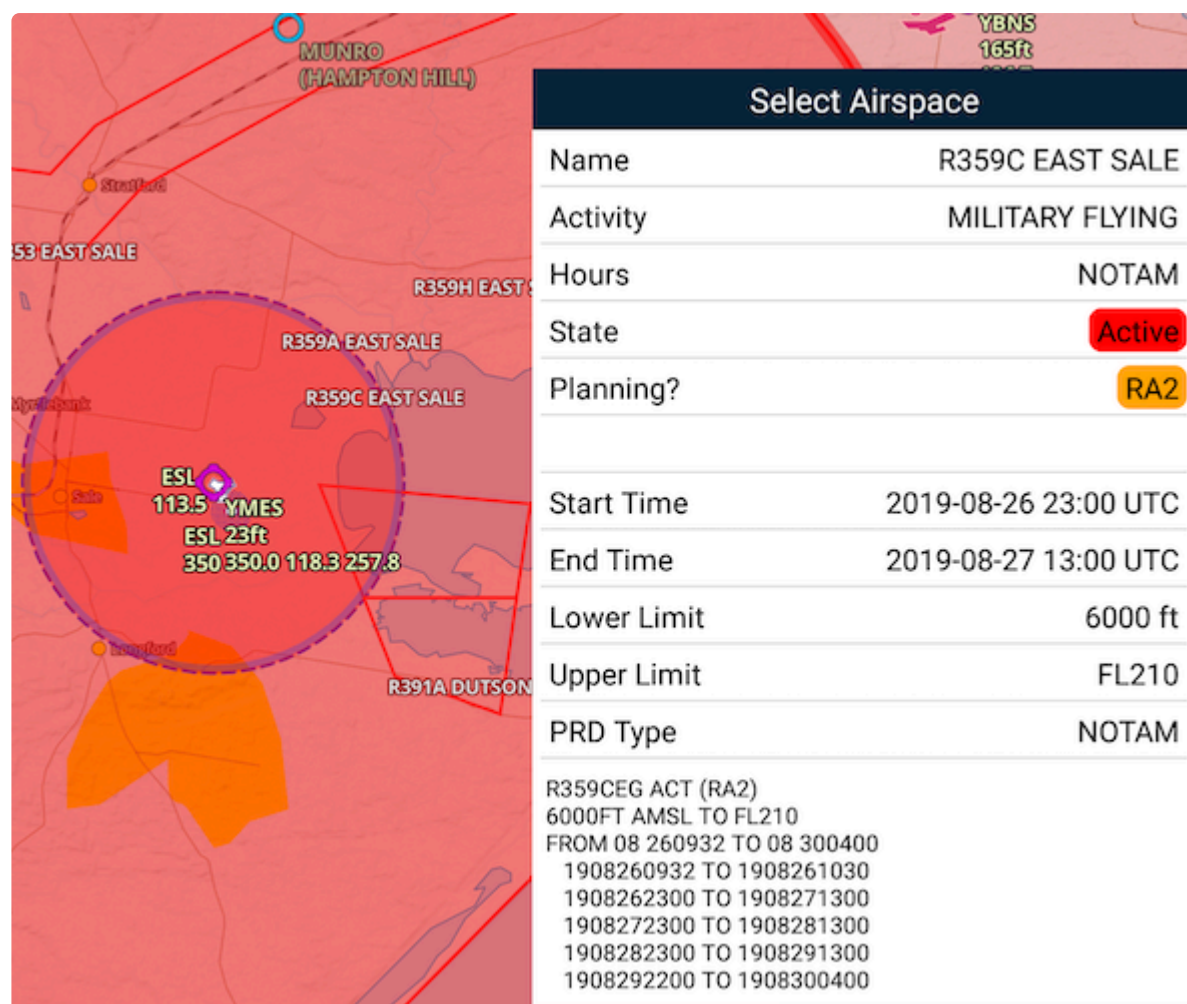 MUNRO
(HAMPTON HILL)
YBNS
165ft
Stratford
53 EAST SALE
R359H EAST
R359A EAST SALE
R359C EAST SALE
Myrtlebank
Sale
ESL
113.5 YMES
ESL 23ft
350 350.0 118.3 257.8
Longford
R391A DUTSON
Select Airspace
Name R359C EAST SALE
Activity MILITARY FLYING
Hours NOTAM
State Active
Planning? RA2
Start Time 2019-08-26 23:00 UTC
End Time 2019-08-27 13:00 UTC
Lower Limit 6000 ft
Upper Limit FL210
PRD Type NOTAM
R359CEG ACT (RA2)
6000FT AMSL TO FL210
FROM 08 260932 TO 08 300400
1908260932 TO 1908261030
1908262300 TO 1908271300
1908272300 TO 1908281300
1908282300 TO 1908291300
1908292200 TO 1908300400